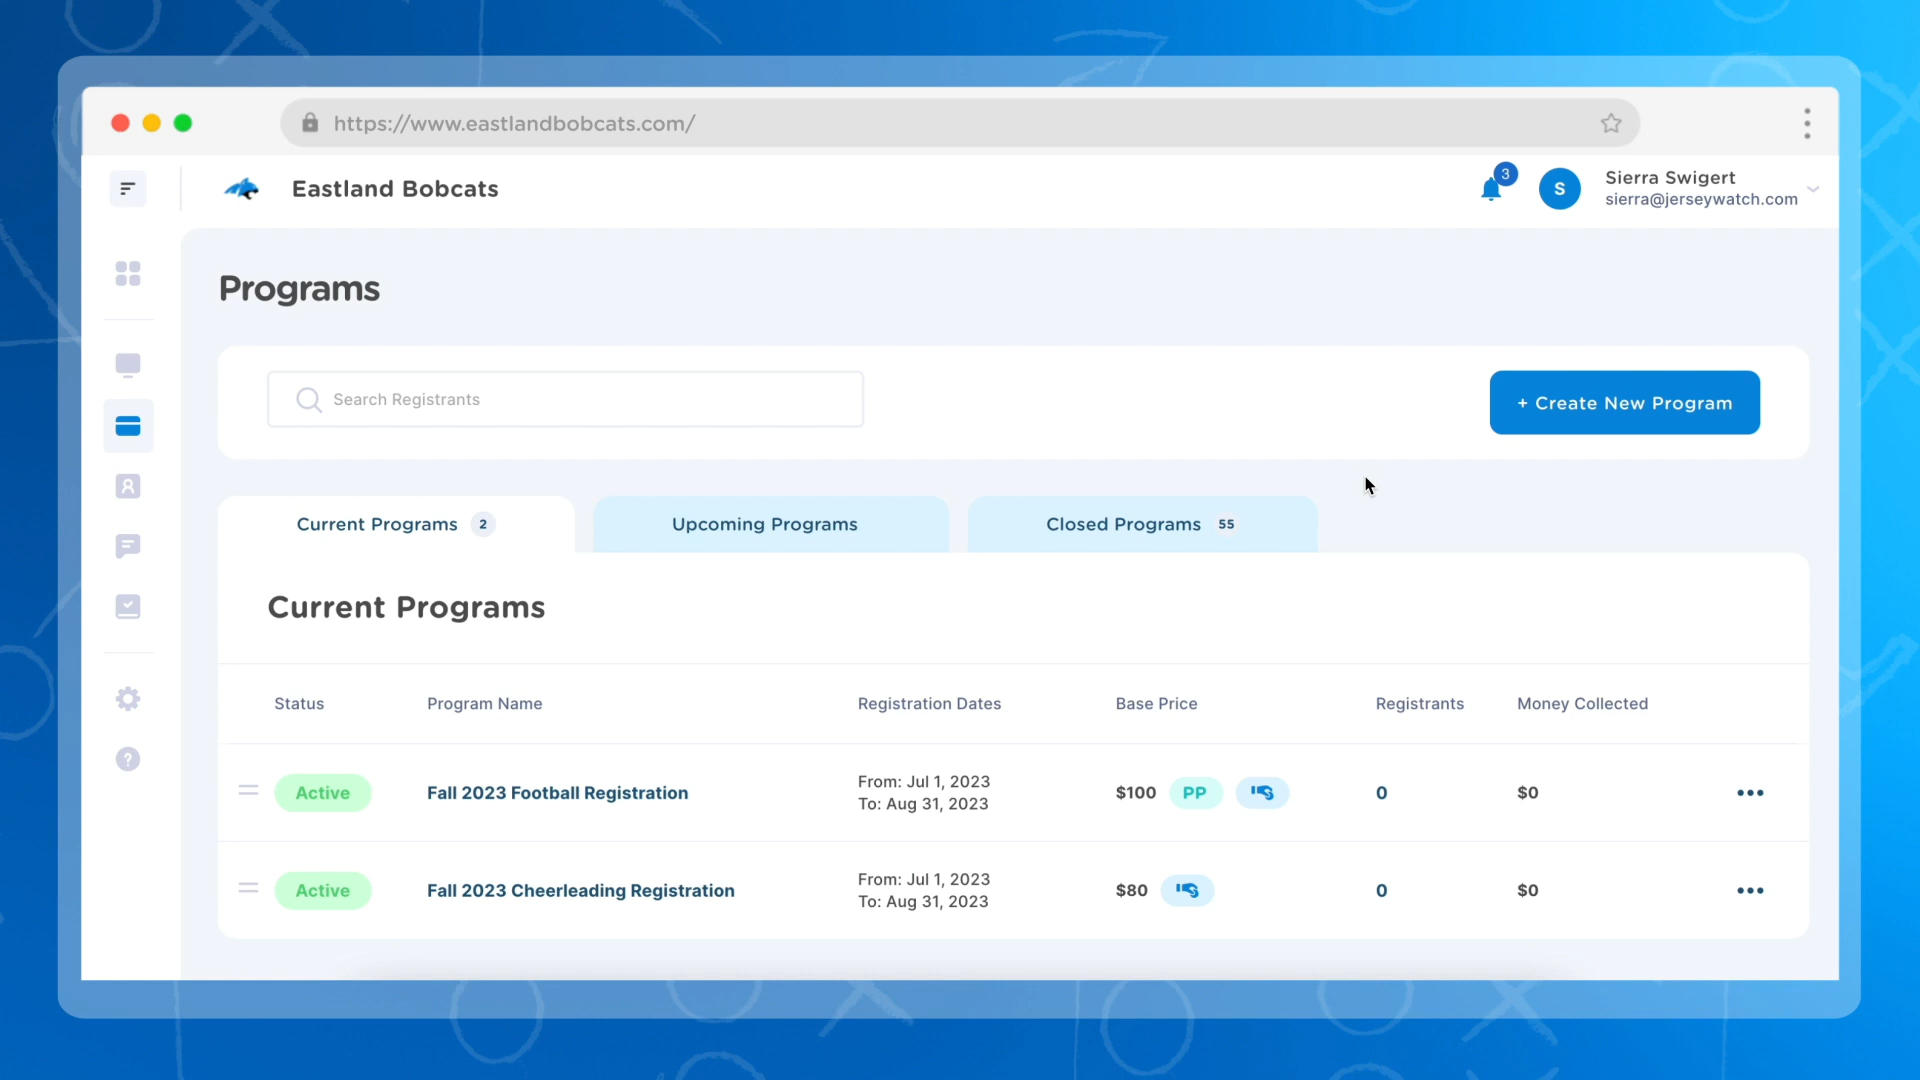 https://www.eastlandbobcats.com/
Eastland Bobcats
3
S
Sierra Swigert
sierra@jerseywatch.com
Programs
Search Registrants
+ Create New Program
Current Programs 2
Upcoming Programs
Closed Programs 55
Current Programs
Status Program Name Registration Dates Base Price Registrants Money Collected
Active Fall 2023 Football Registration From: Jul 1, 2023 $100 PP 0 $0
To: Aug 31, 2023
Active Fall 2023 Cheerleading Registration From: Jul 1, 2023 $80 0 $0
To: Aug 31, 2023
?